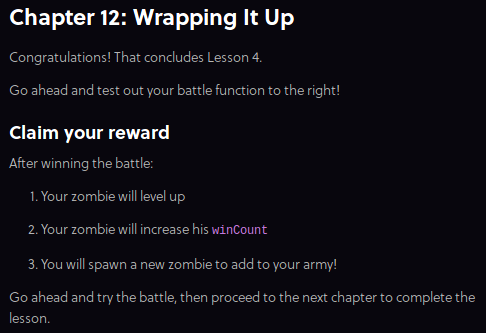 Chapter 12: Wrapping It Up
Congratulations! That concludes Lesson 4.
Go ahead and test out your battle function to the right!
Claim your reward
After winning the battle:
1. Your zombie will level up
2. Your zombie will increase his winCount
3. You will spawn a new zombie to add to your army!
Go ahead and try the battle, then proceed to the next chapter to complete the
lesson.